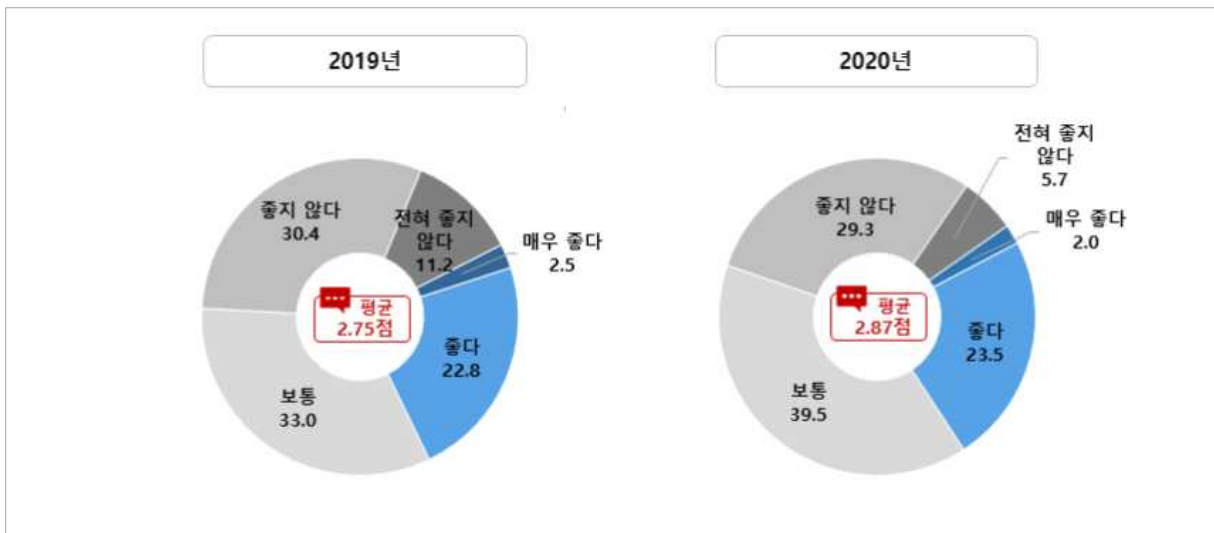 2019년
좋지 않다
30.4
전혀 좋지
않다
11.2
매우 좋다
2.5
평균
2.75점
좋다
22.8
보통
33.0
2020년
전혀 좋지
않다
5.7
좋지 않다
29.3
매우 좋다
2.0
평균
2.87점
좋다
23.5
보통
39.5